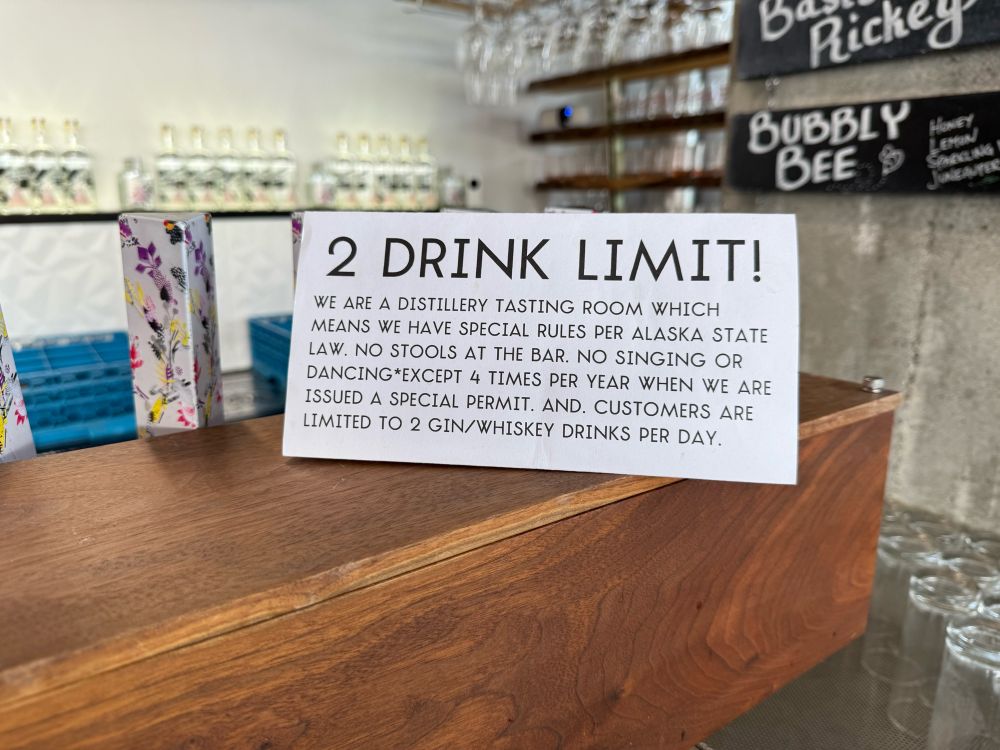 2 DRINK LIMIT!
WE ARE A DISTILLERY TASTING ROOM WHICH
MEANS WE HAVE SPECIAL RULES PER ALASKA STATE
LAW. NO STOOLS AT THE BAR. NO SINGING OR
DANCING*EXCEPT 4 TIMES PER YEAR WHEN WE ARE
ISSUED A SPECIAL PERMIT. AND. CUSTOMERS ARE
LIMITED TO 2 GIN/WHISKEY DRINKS PER DAY.
Rickey
BUBBLY
BEE
HONEY
LEMON
SPARKLING